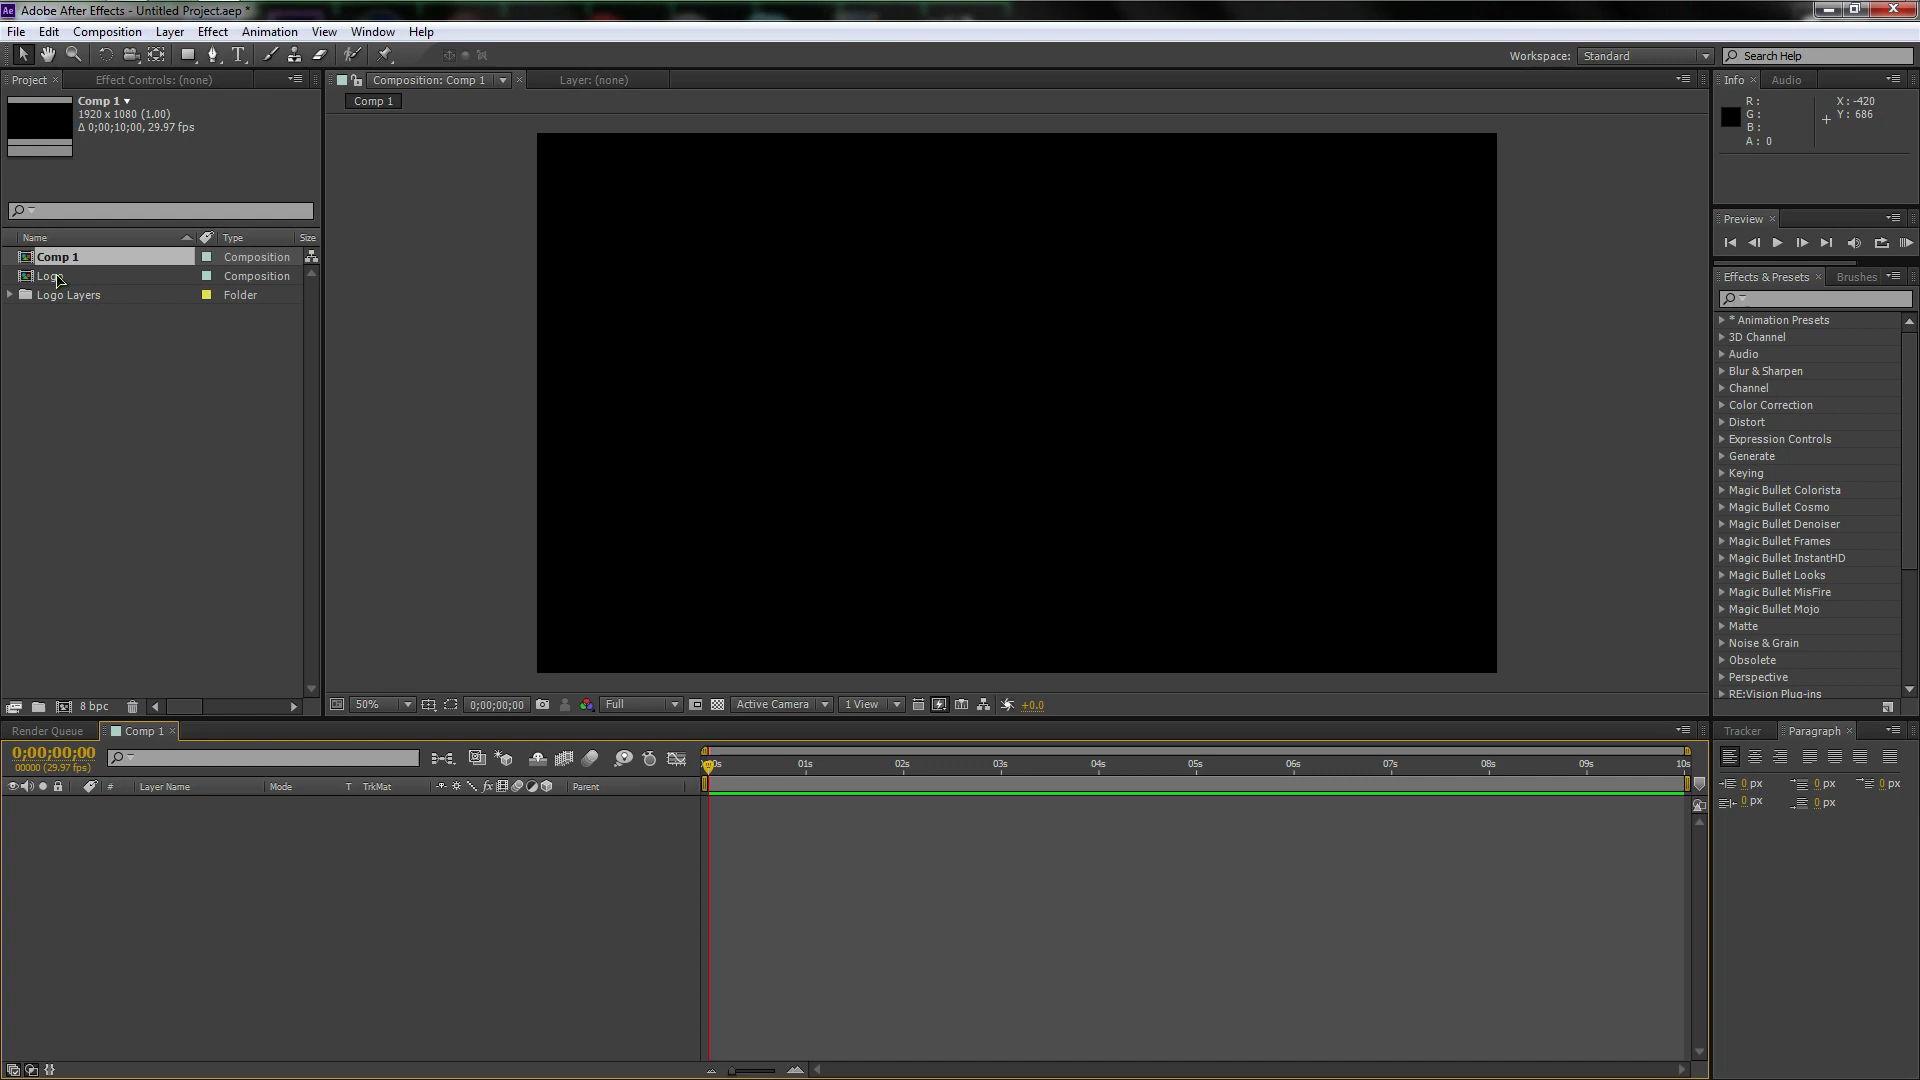 Adobe After Effects - Untitled Project.aep *
File Edit Composition Layer Effect Animation View Window Help
Workspace: Standard Search Help
Project Effect Controls: (none)
Comp 1
1920 x 1080 (1.00)
Δ 0;00;10;00, 29.97 fps
Name Type Size
Comp 1 Composition
Logo Composition
Logo Layers Folder
8 bpc
Composition: Comp 1 Layer: (none)
Comp 1
50% 0;00;00;00 Full Active Camera 1 View +0.0
Info Audio
R :
G :
B :
A : 0
X : -420
Y : 686
Preview
Effects & Presets Brushes
* Animation Presets
3D Channel
Audio
Blur & Sharpen
Channel
Color Correction
Distort
Expression Controls
Generate
Keying
Magic Bullet Colorista
Magic Bullet Cosmo
Magic Bullet Denoiser
Magic Bullet Frames
Magic Bullet InstantHD
Magic Bullet Looks
Magic Bullet MisFire
Magic Bullet Mojo
Matte
Noise & Grain
Obsolete
Perspective
RE:Vision Plug-ins
Render Queue Comp 1
0;00;00;00
00000 (29.97 fps)
# Layer Name Mode T TrkMat fx Parent
01s 02s 03s 04s 05s 06s 07s 08s 09s 10s
Tracker Paragraph
0 px 0 px 0 px
0 px 0 px